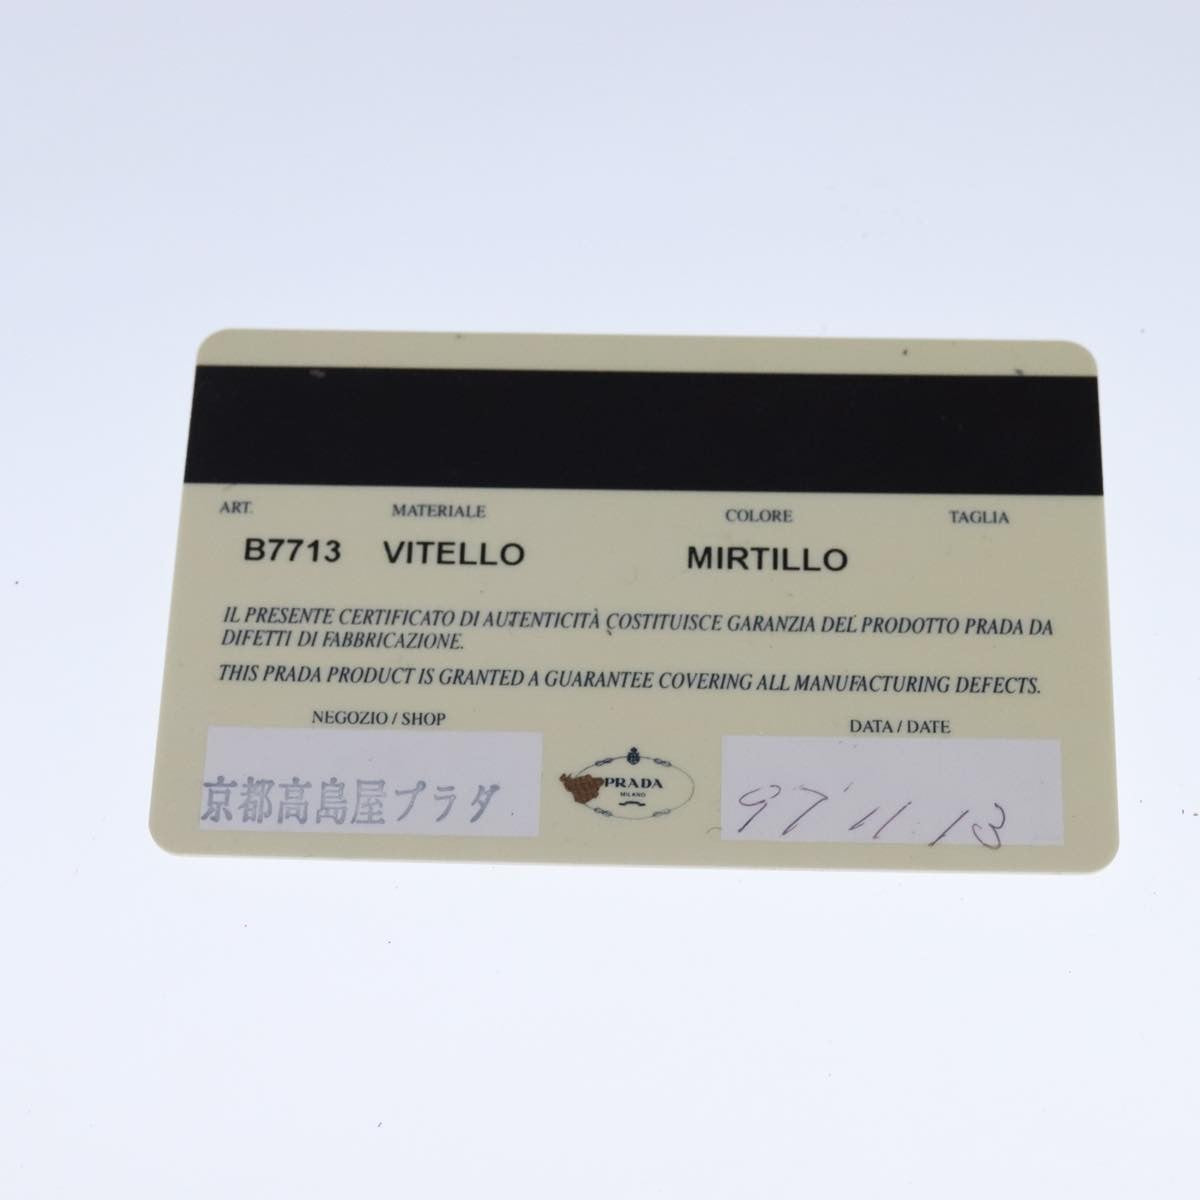 ART. MATERIALE COLORE TAGLIA
B7713 VITELLO MIRTILLO
IL PRESENTE CERTIFICATO DI AUTENTICITÀ COSTITUISCE GARANZIA DEL PRODOTTO PRADA DA
DIFETTI DI FABBRICAZIONE.
THIS PRADA PRODUCT IS GRANTED A GUARANTEE COVERING ALL MANUFACTURING DEFECTS.
NEGOZIO / SHOP DATA / DATE
京都高島屋プラダ
PRADA
MILANO
97' 11. 13